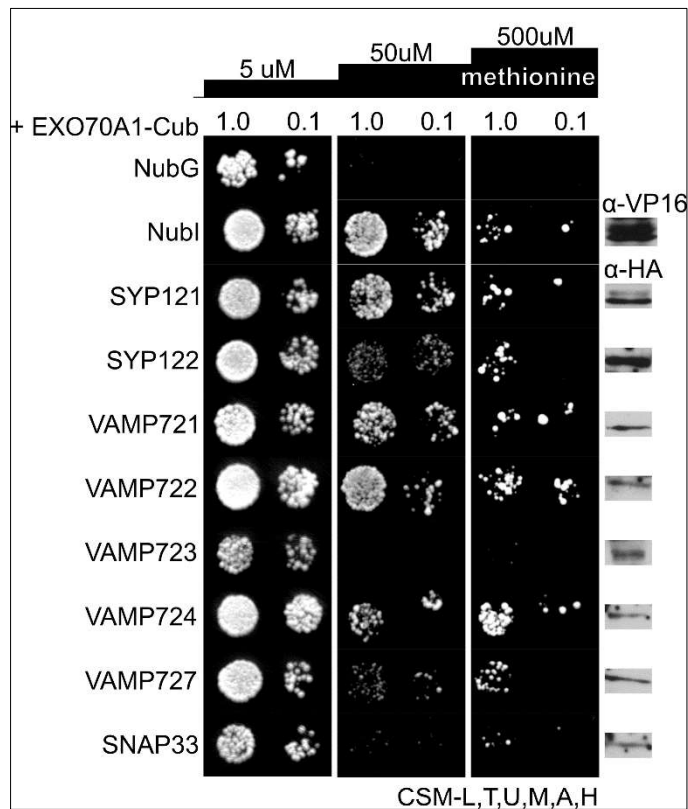 500uM
50uM
5 uM
methionine
+ EXO70A1-Cub 1.0 0.1 1.0 0.1 1.0 0.1
NubG
α-VP16
NubI
α-HA
SYP121
SYP122
VAMP721
VAMP722
VAMP723
VAMP724
VAMP727
SNAP33
CSM-L,T,U,M,A,H